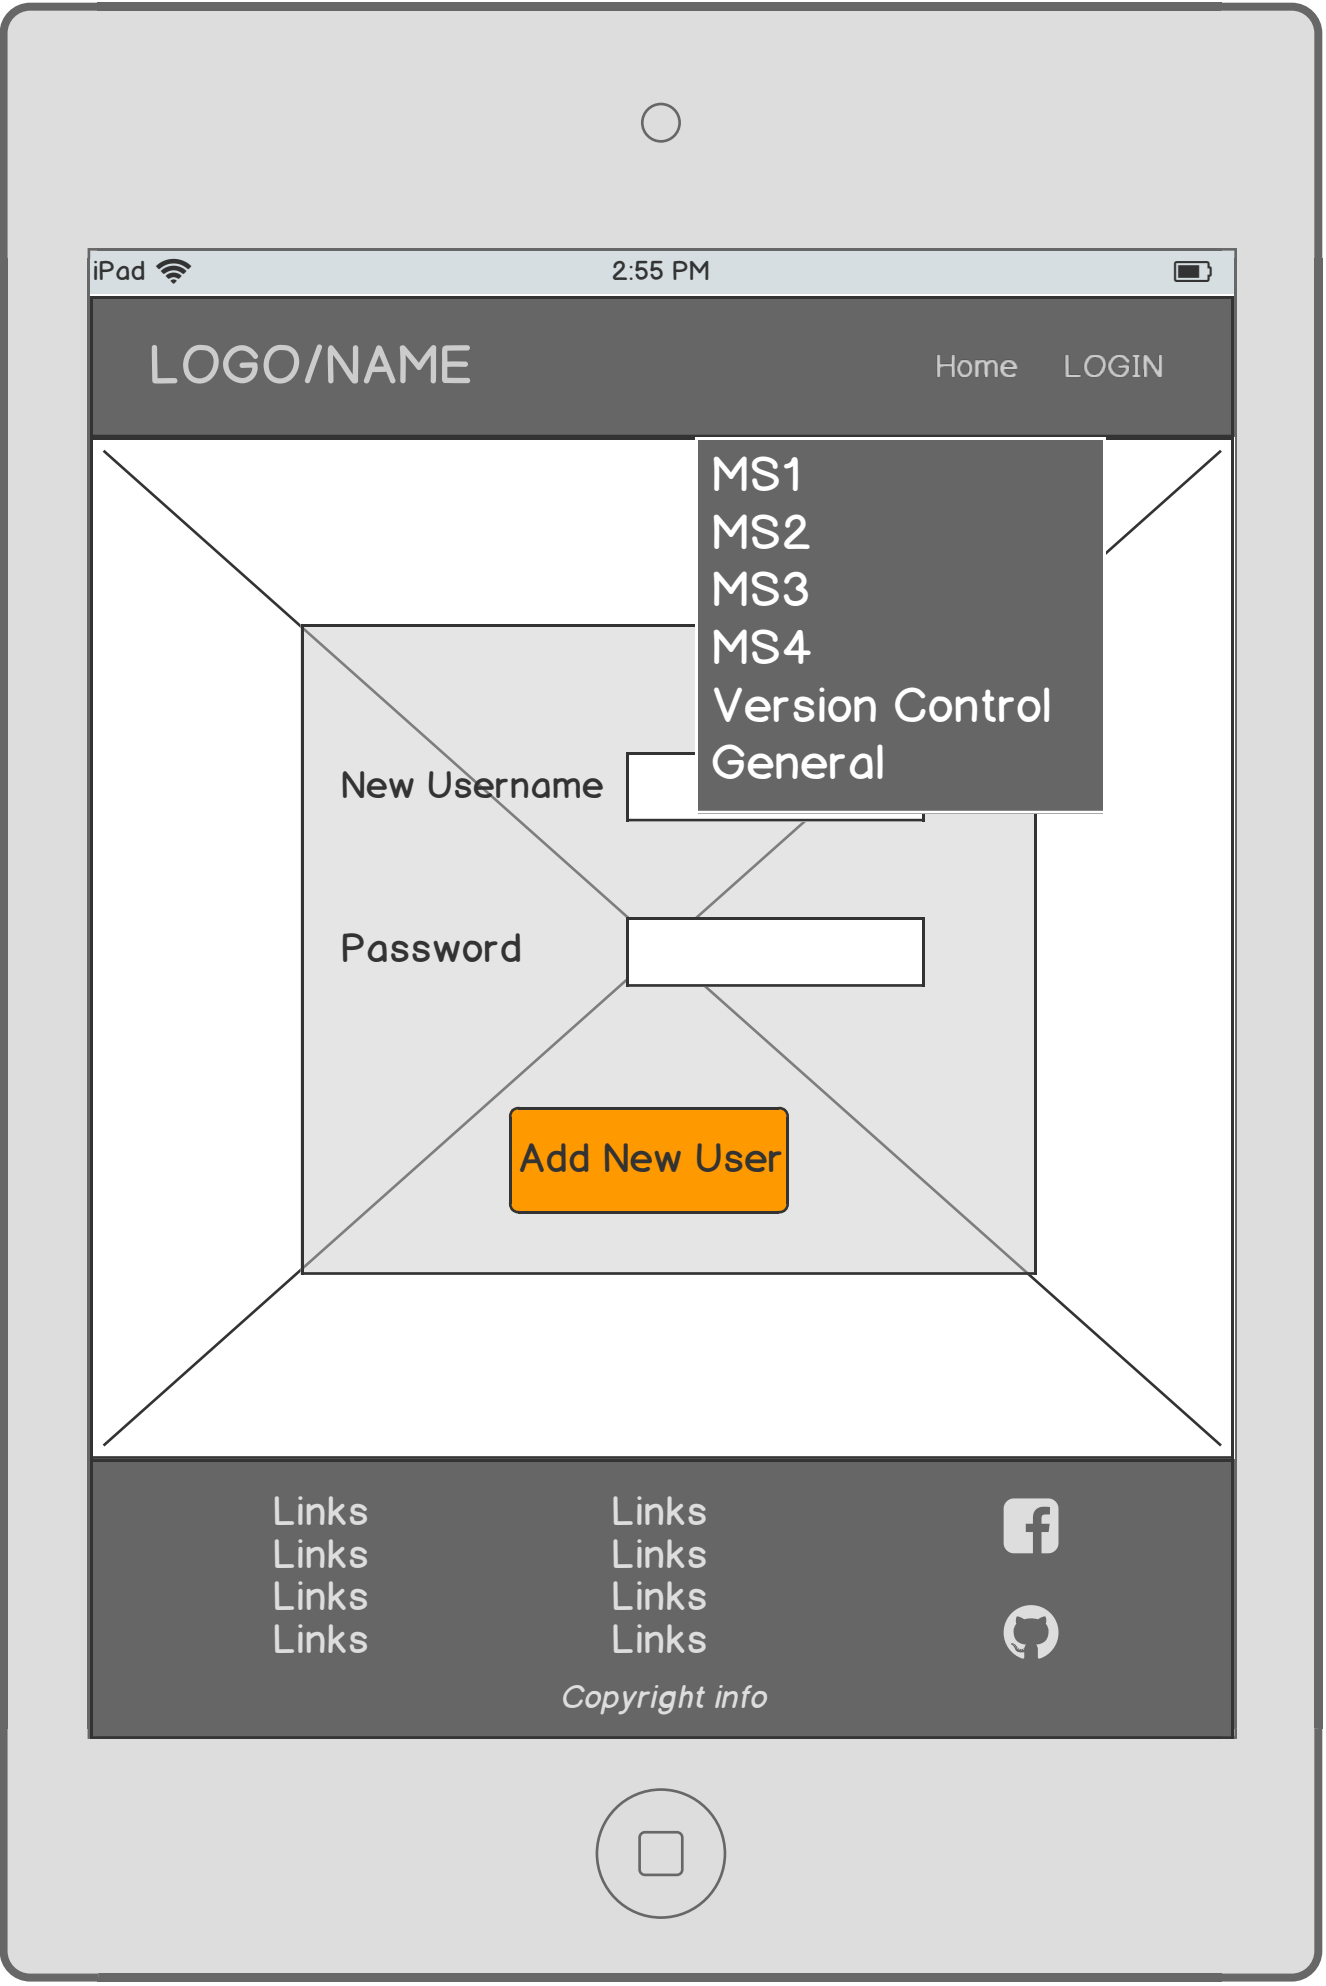 iPad 2:55 PM
LOGO/NAME Home LOGIN
MS1
MS2
MS3
MS4
Version Control
General
New Username
Password
Add New User
Links Links
Links Links
Links Links
Links Links
Copyright info